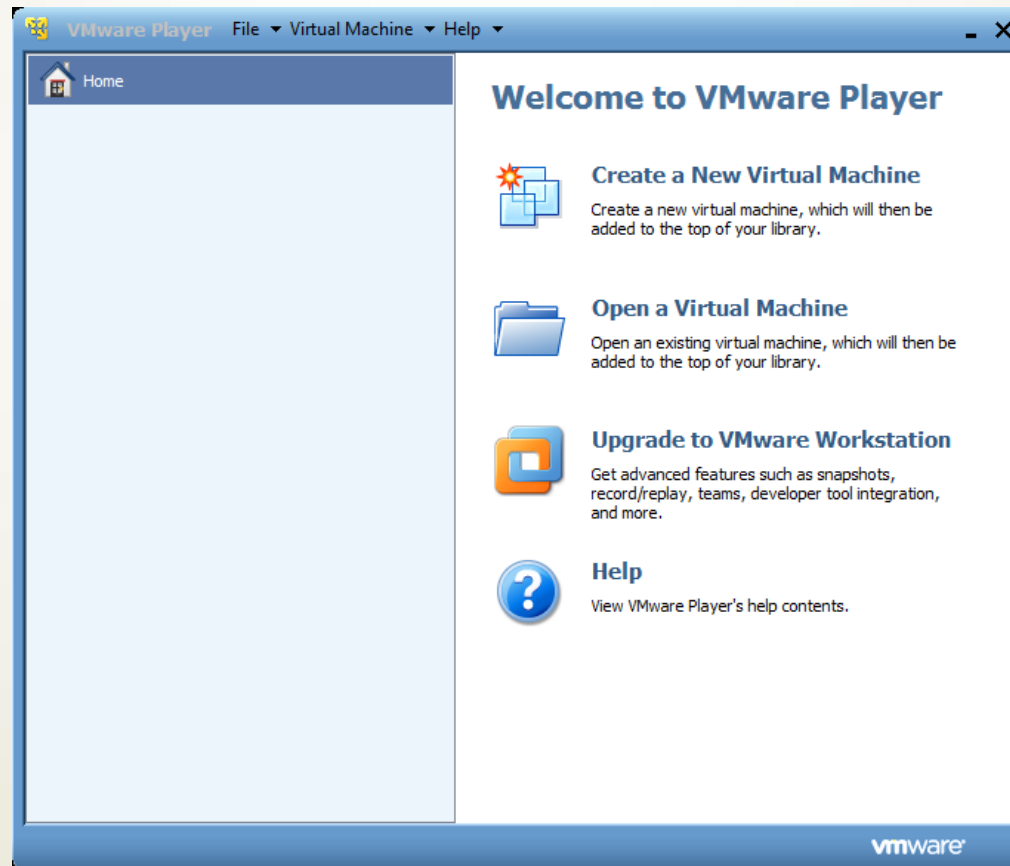 VMware Player File Virtual Machine Help
Home
Welcome to VMware Player
Create a New Virtual Machine
Create a new virtual machine, which will then be
added to the top of your library.
Open a Virtual Machine
Open an existing virtual machine, which will then be
added to the top of your library.
Upgrade to VMware Workstation
Get advanced features such as snapshots,
record/replay, teams, developer tool integration,
and more.
Help
View VMware Player's help contents.
vmware